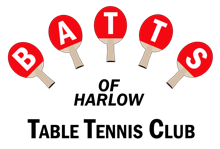 BATTS
OF
HARLOW
TABLE TENNIS CLUB